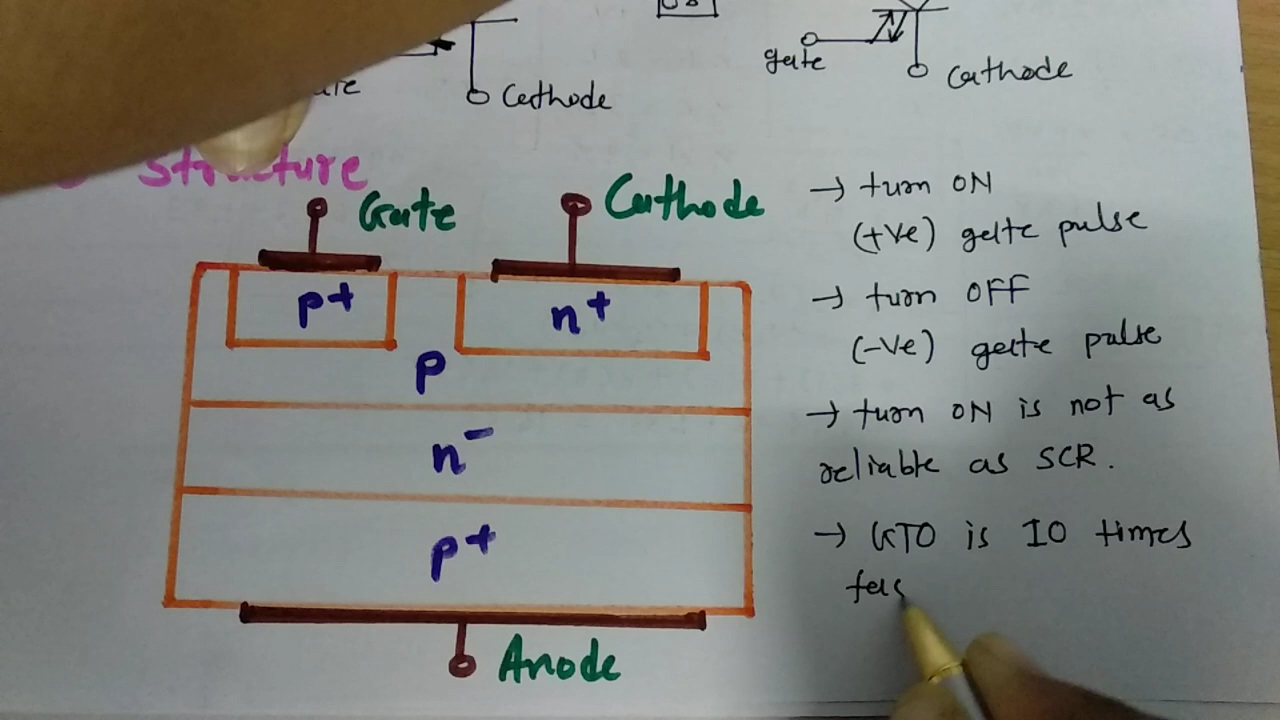 Cathode
gate
Cathode
Structure
Gate
Cathode
p+
n+
p
n-
p+
Anode
→ turn ON
(+ve) gate pulse
→ turn OFF
(-ve) gate pulse
→ turn ON is not as
reliable as SCR.
→ GTO is 10 times
fas